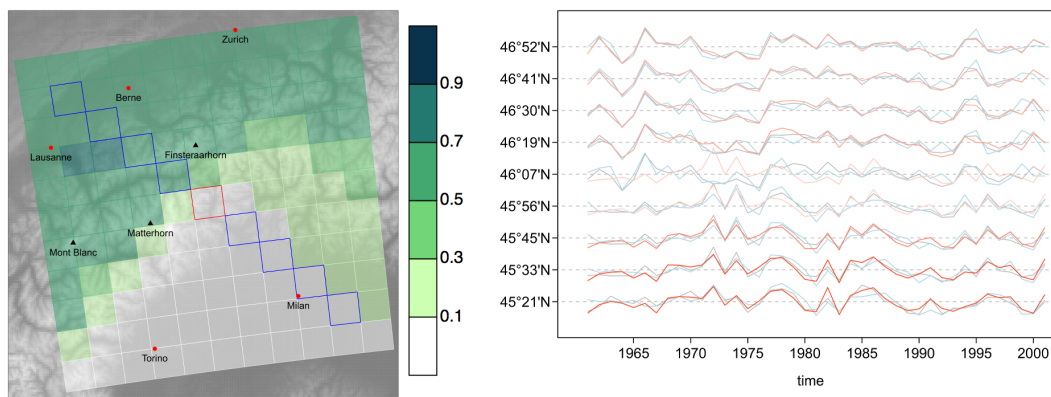 Zurich
Berne
Lausanne
Finsteraarhorn
Matterhorn
Mont Blanc
Milan
Torino
0.9
0.7
0.5
0.3
0.1
46°52'N
46°41'N
46°30'N
46°19'N
46°07'N
45°56'N
45°45'N
45°33'N
45°21'N
1965 1970 1975 1980 1985 1990 1995 2000
time